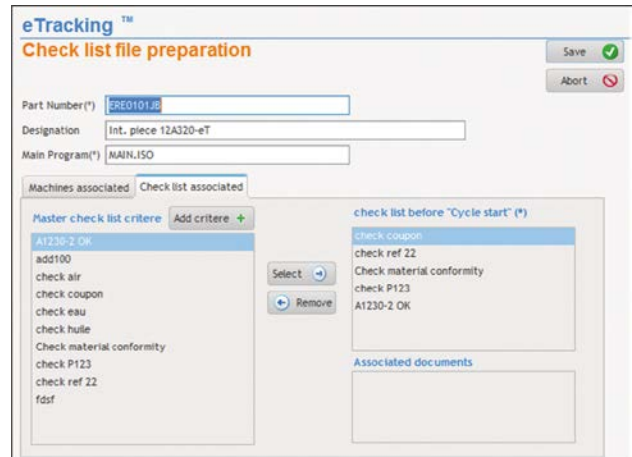 eTracking ™
Check list file preparation
Save
Abort
Part Number(*) ERE0101JB
Designation Int. piece 12A320-eT
Main Program(*) MAIN.ISO
Machines associated Check list associated
Master check list critere Add critere +
A1230-2 OK
add100
check air
check coupon
check eau
check huile
Check material conformity
check P123
check ref 22
fdsf
Select
Remove
check list before "Cycle start" (*)
check coupon
check ref 22
Check material conformity
check P123
A1230-2 OK
Associated documents